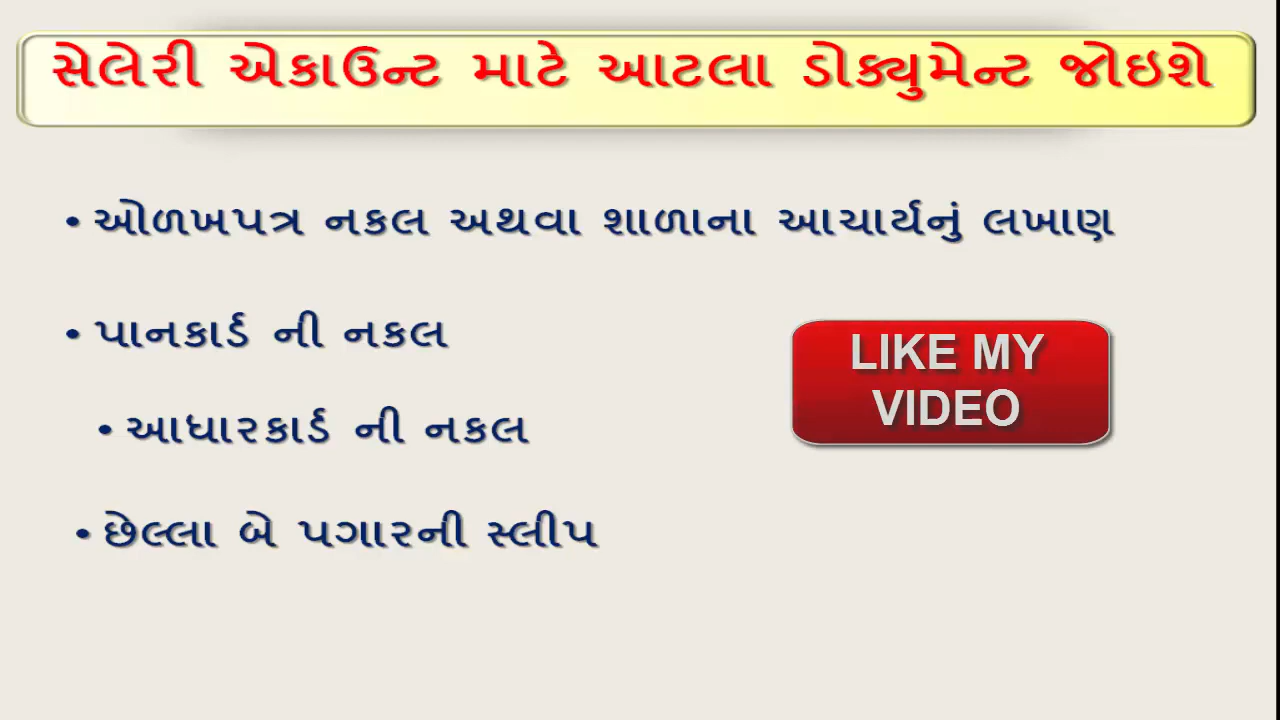 સેલેરી એકાઉન્ટ માટે આટલા ડોક્યુમેન્ટ જોઇશે
• ઓળખપત્ર નકલ અથવા શાળાના આચાર્યનું લખાણ
• પાનકાર્ડ ની નકલ
LIKE MY
VIDEO
• આધારકાર્ડ ની નકલ
• છેલ્લા બે પગારની સ્લીપ